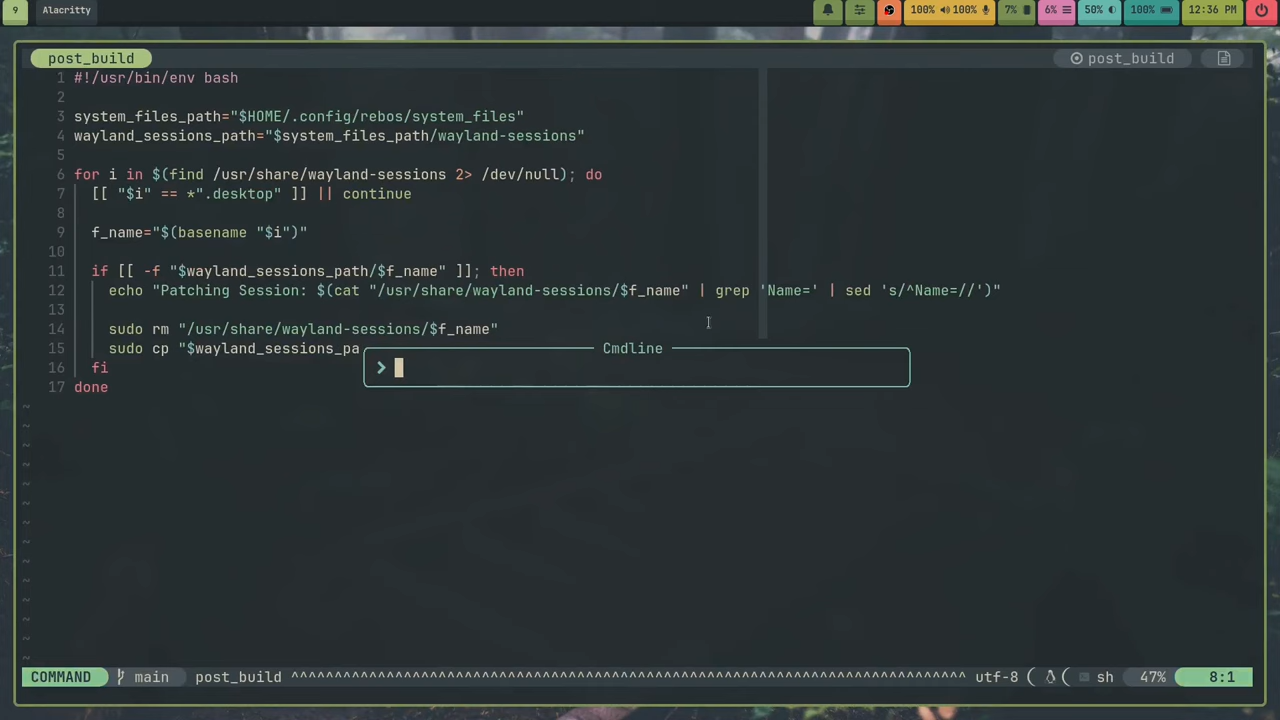 9 Alacritty 100% 100% 7% 6% 50% 100% 12:36 PM
post_build post_build
1 #!/usr/bin/env bash
2
3 system_files_path="$HOME/.config/rebos/system_files"
4 wayland_sessions_path="$system_files_path/wayland-sessions"
5
6 for i in $(find /usr/share/wayland-sessions 2> /dev/null); do
7 [[ "$i" == *".desktop" ]] || continue
8
9 f_name="$(basename "$i")"
10
11 if [[ -f "$wayland_sessions_path/$f_name" ]]; then
12 echo "Patching Session: $(cat "/usr/share/wayland-sessions/$f_name" | grep 'Name=' | sed 's/^Name=//')"
13
14 sudo rm "/usr/share/wayland-sessions/$f_name"
15 sudo cp "$wayland_sessions_pa
Cmdline
16 fi
17 done
~
~
~
~
~
~
~
~
~
~
~
~
~
~
COMMAND main post_build ^^^^^^^^^^^^^^^^^^^^^^^^^^^^^^^^^^^^^^^^^^^^^^^^^^^^^^^^^^^^^^^^^^^^^^^^^^^^^^ utf-8 ( ( sh 47% 8:1